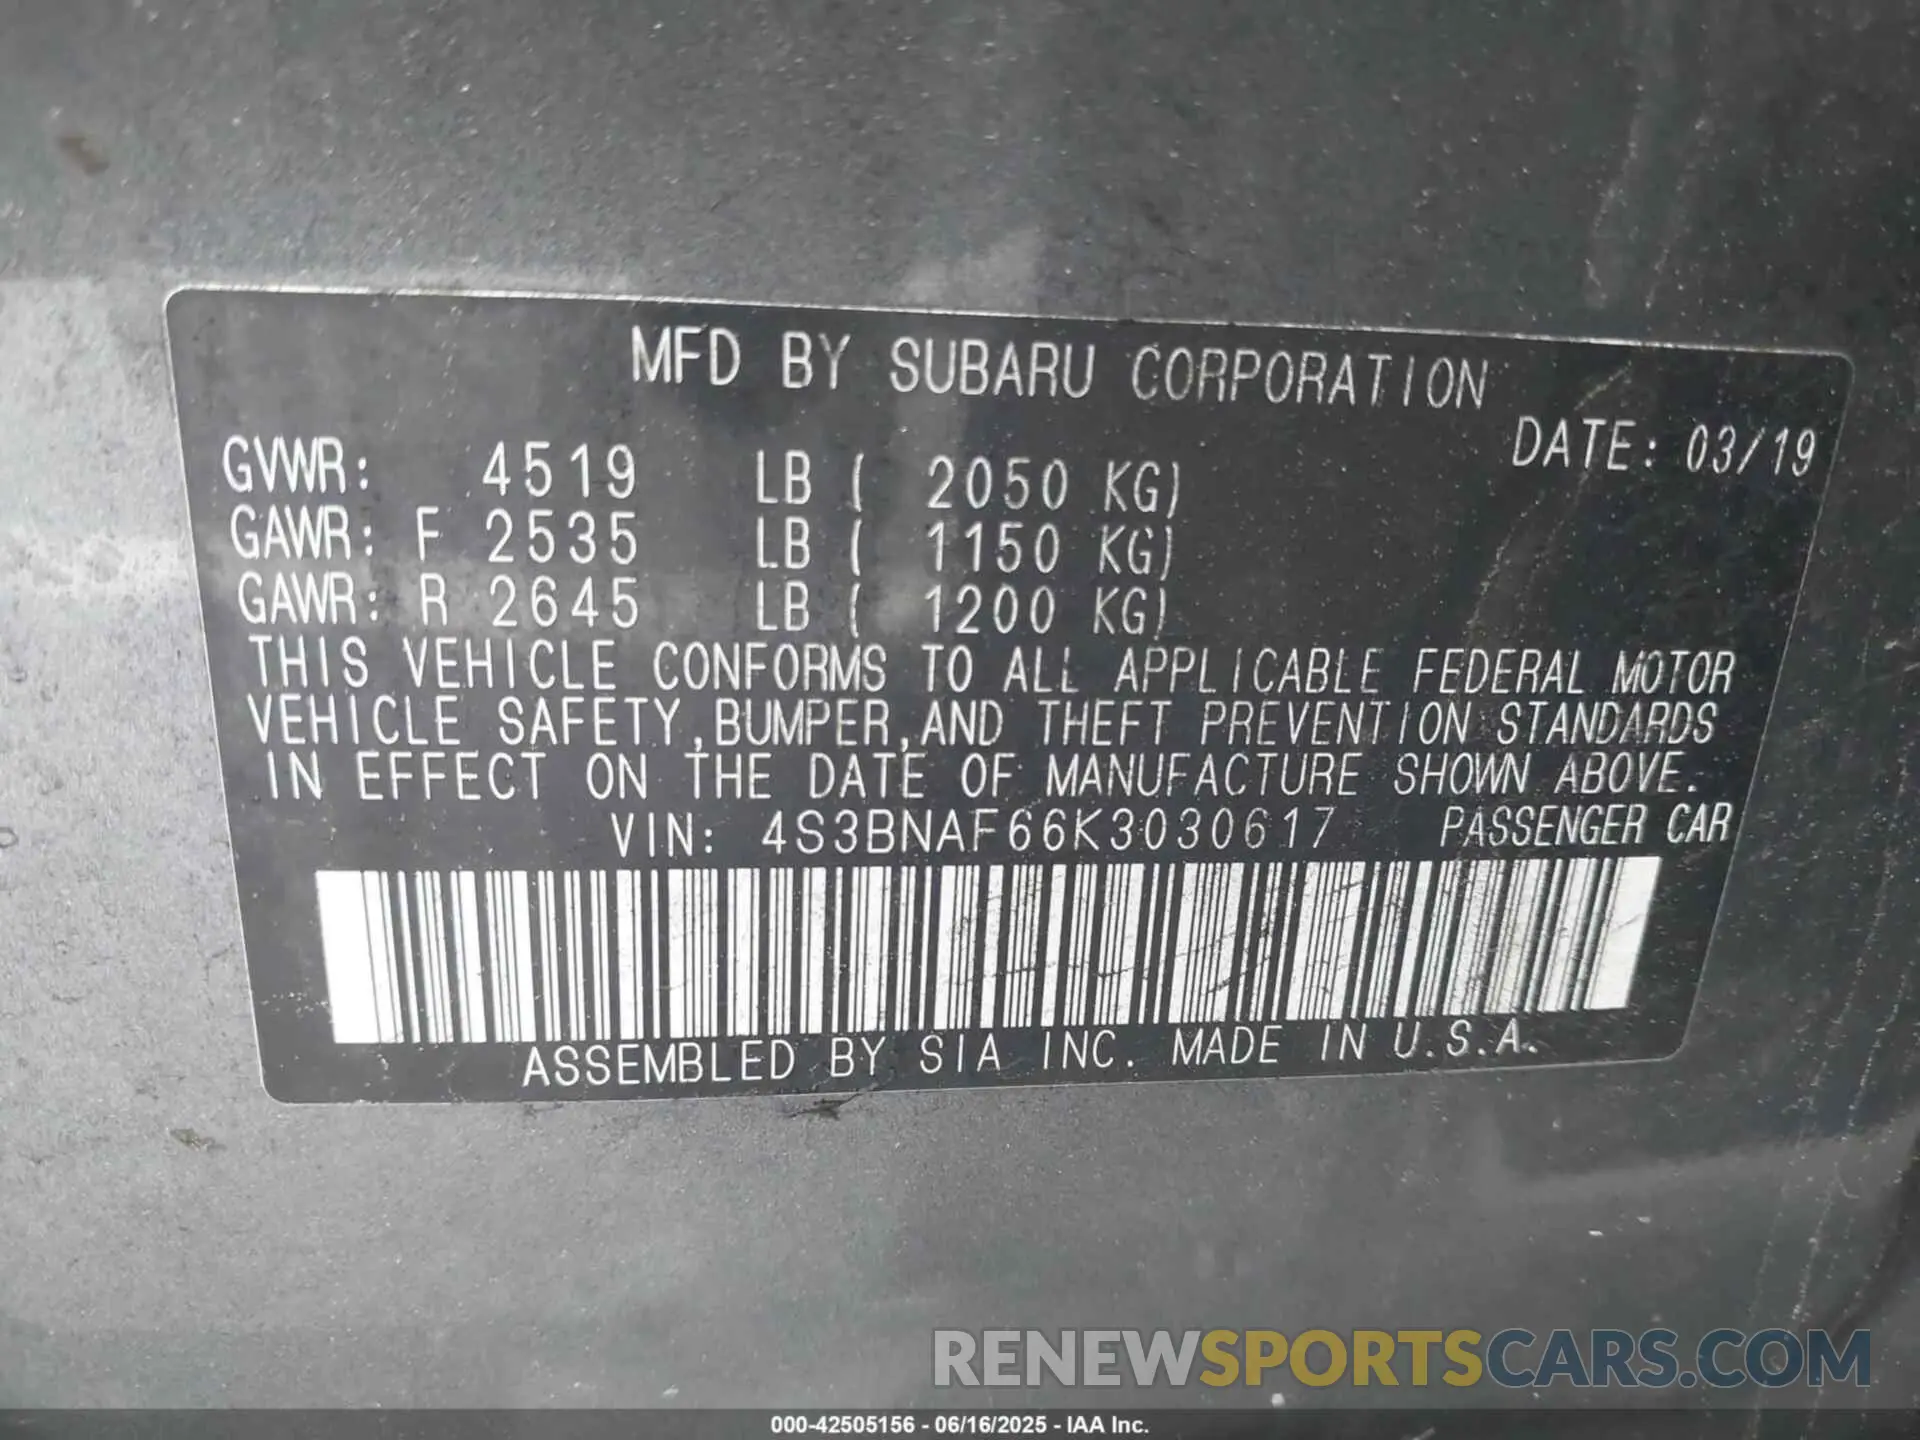 MFD BY SUBARU CORPORATION
DATE: 03/19
GVWR: 4519 LB ( 2050 KG)
GAWR: F 2535 LB ( 1150 KG)
GAWR: R 2645 LB ( 1200 KG)
THIS VEHICLE CONFORMS TO ALL APPLICABLE FEDERAL MOTOR
VEHICLE SAFETY, BUMPER, AND THEFT PREVENTION STANDARDS
IN EFFECT ON THE DATE OF MANUFACTURE SHOWN ABOVE.
VIN: 4S3BNAF66K3030617 PASSENGER CAR
ASSEMBLED BY SIA INC. MADE IN U.S.A.
RENEWSPORTSCARS.COM
000-42505156 - 06/16/2025 - IAA Inc.